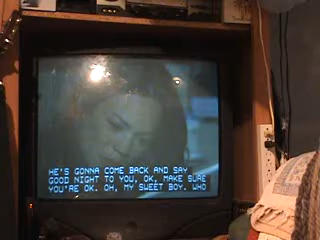 HE'S GONNA COME BACK AND SAY
GOOD NIGHT TO YOU, OK, MAKE SURE
YOU'RE OK. OH, MY SWEET BOY. WHO